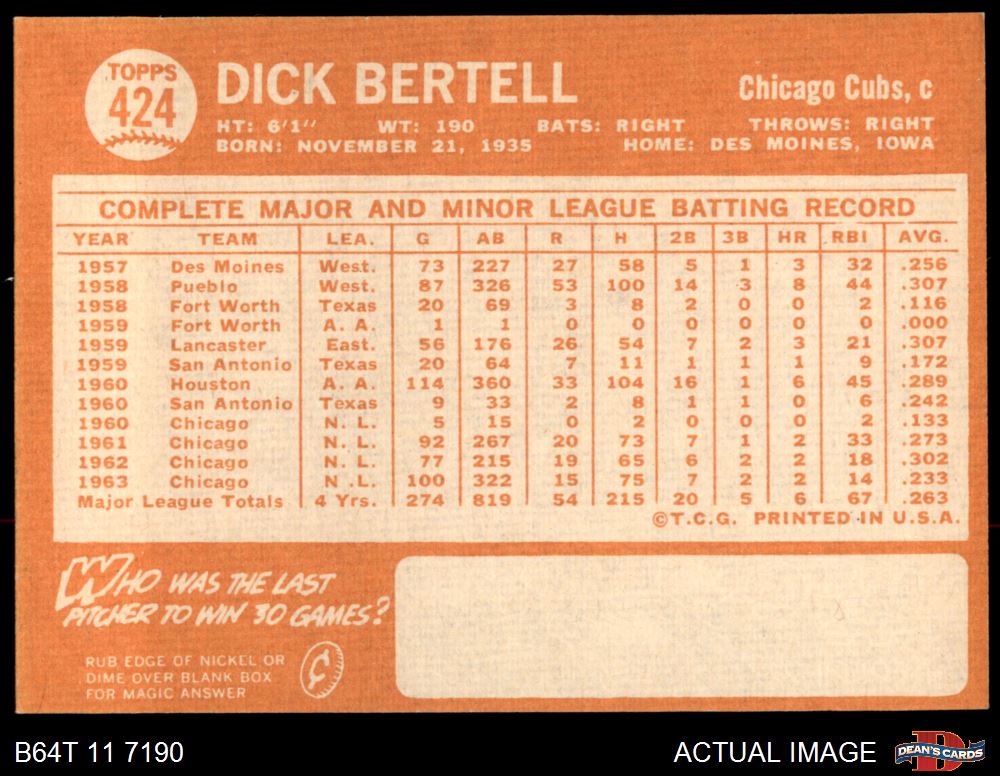 TOPPS
424
DICK BERTELL
Chicago Cubs, c
HT: 6'1" WT: 190 BATS: RIGHT THROWS: RIGHT
BORN: NOVEMBER 21, 1935 HOME: DES MOINES, IOWA
COMPLETE MAJOR AND MINOR LEAGUE BATTING RECORD
YEAR TEAM LEA. G AB R H 2B 3B HR RBI AVG.
1957 Des Moines West. 73 227 27 58 5 1 3 32 .256
1958 Pueblo West. 87 326 53 100 14 3 8 44 .307
1958 Fort Worth Texas 20 69 3 8 2 0 0 2 .116
1959 Fort Worth A. A. 1 1 0 0 0 0 0 0 .000
1959 Lancaster East. 56 176 26 54 7 2 3 21 .307
1959 San Antonio Texas 20 64 7 11 1 1 1 9 .172
1960 Houston A. A. 114 360 33 104 16 1 6 45 .289
1960 San Antonio Texas 9 33 2 8 1 1 0 6 .242
1960 Chicago N. L. 5 15 0 2 0 0 0 2 .133
1961 Chicago N. L. 92 267 20 73 7 1 2 33 .273
1962 Chicago N. L. 77 215 19 65 6 2 2 18 .302
1963 Chicago N .L. 100 322 15 75 7 2 2 14 .233
Major League Totals 4 Yrs. 274 819 54 215 20 5 6 67 .263
©T.C.G. PRINTED IN U.S.A.
WHO WAS THE LAST
PITCHER TO WIN 30 GAMES?
RUB EDGE OF NICKEL OR
DIME OVER BLANK BOX
FOR MAGIC ANSWER
¢
B64T 11 7190
ACTUAL IMAGE
D
DEAN'S CARDS